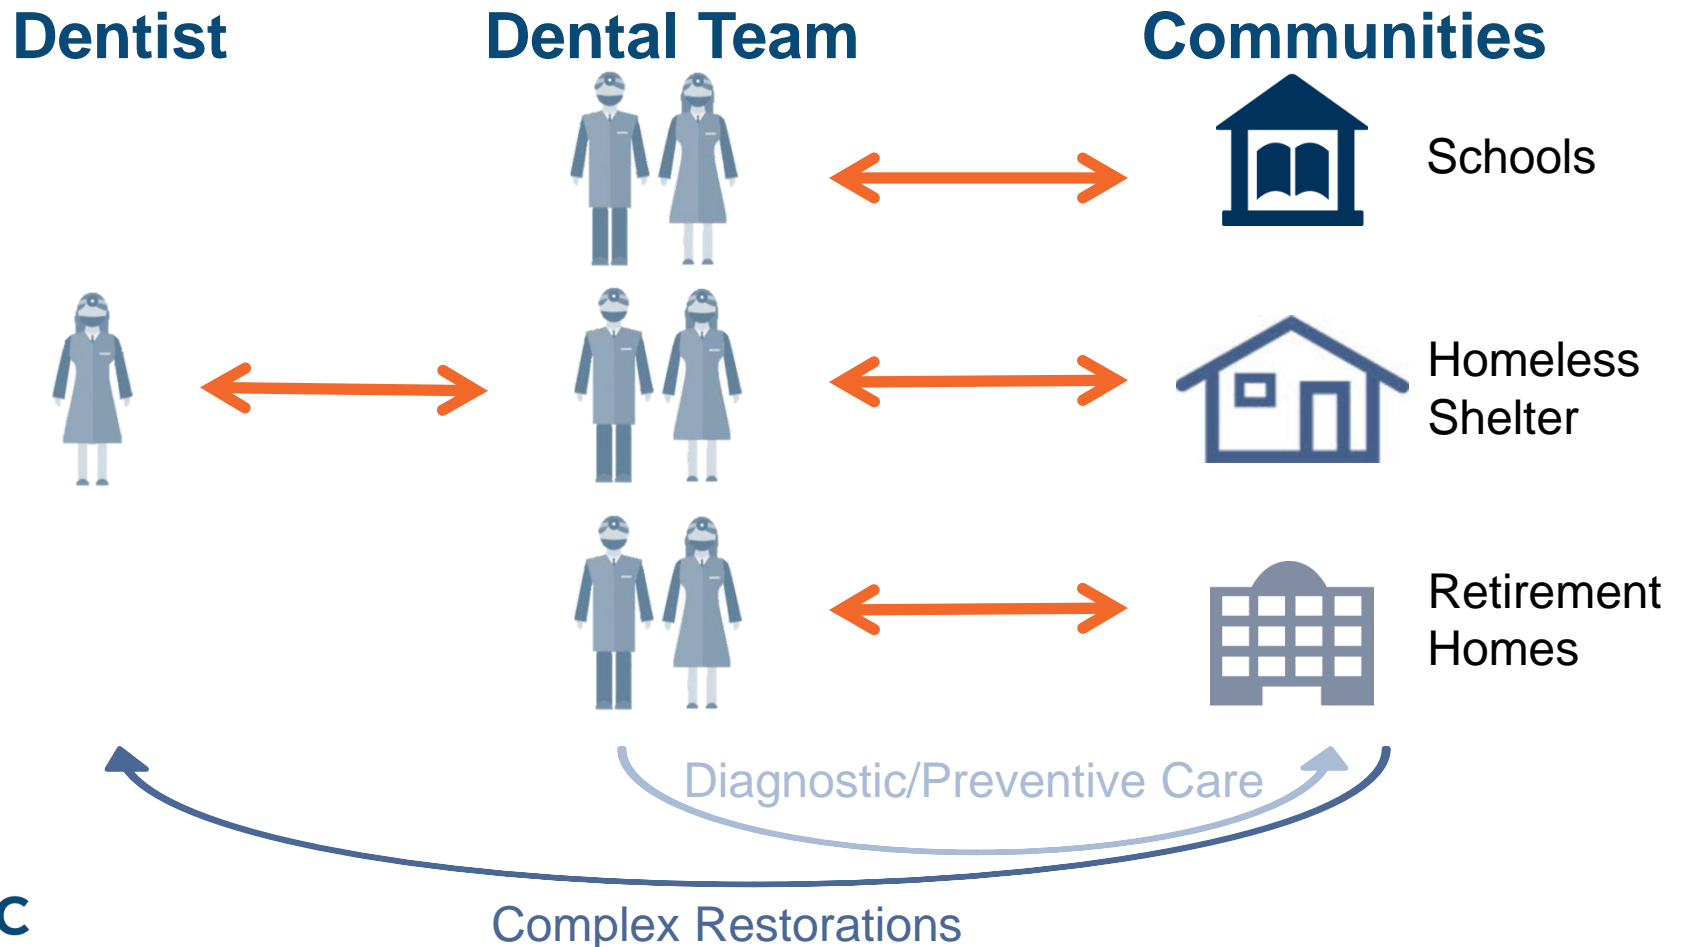 Dentist
Dental Team
Communities
Schools
Homeless
Shelter
Retirement
Homes
Diagnostic/Preventive Care
C
Complex Restorations